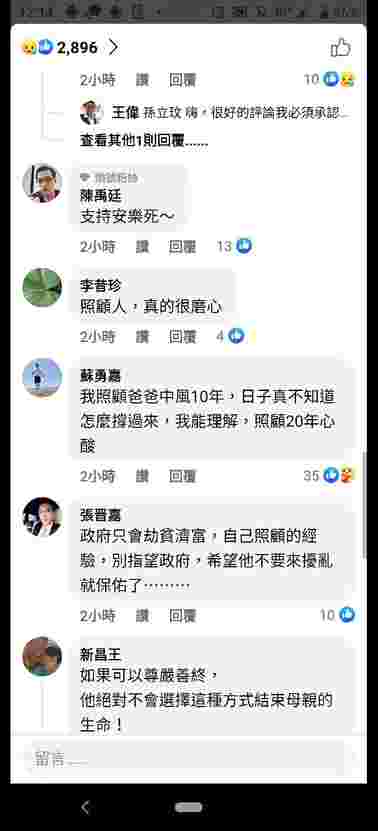 2,896
2小時 讚 回覆 10
王偉 孫立玟 嗨，很好的評論我必須承認...
查看其他1則回覆......
頭號粉絲
陳禹廷
支持安樂死～
2小時 讚 回覆 13
李昔珍
照顧人，真的很磨心
2小時 讚 回覆 4
蘇勇嘉
我照顧爸爸中風10年，日子真不知道
怎麼撐過來，我能理解，照顧20年心
酸
2小時 讚 回覆 35
張晋嘉
政府只會劫貧濟富，自己照顧的經
驗，別指望政府，希望他不要來擾亂
就保佑了⋯⋯⋯
2小時 讚 回覆 10
新昌王
如果可以尊嚴善終，
他絕對不會選擇這種方式結束母親的
生命！
留言......